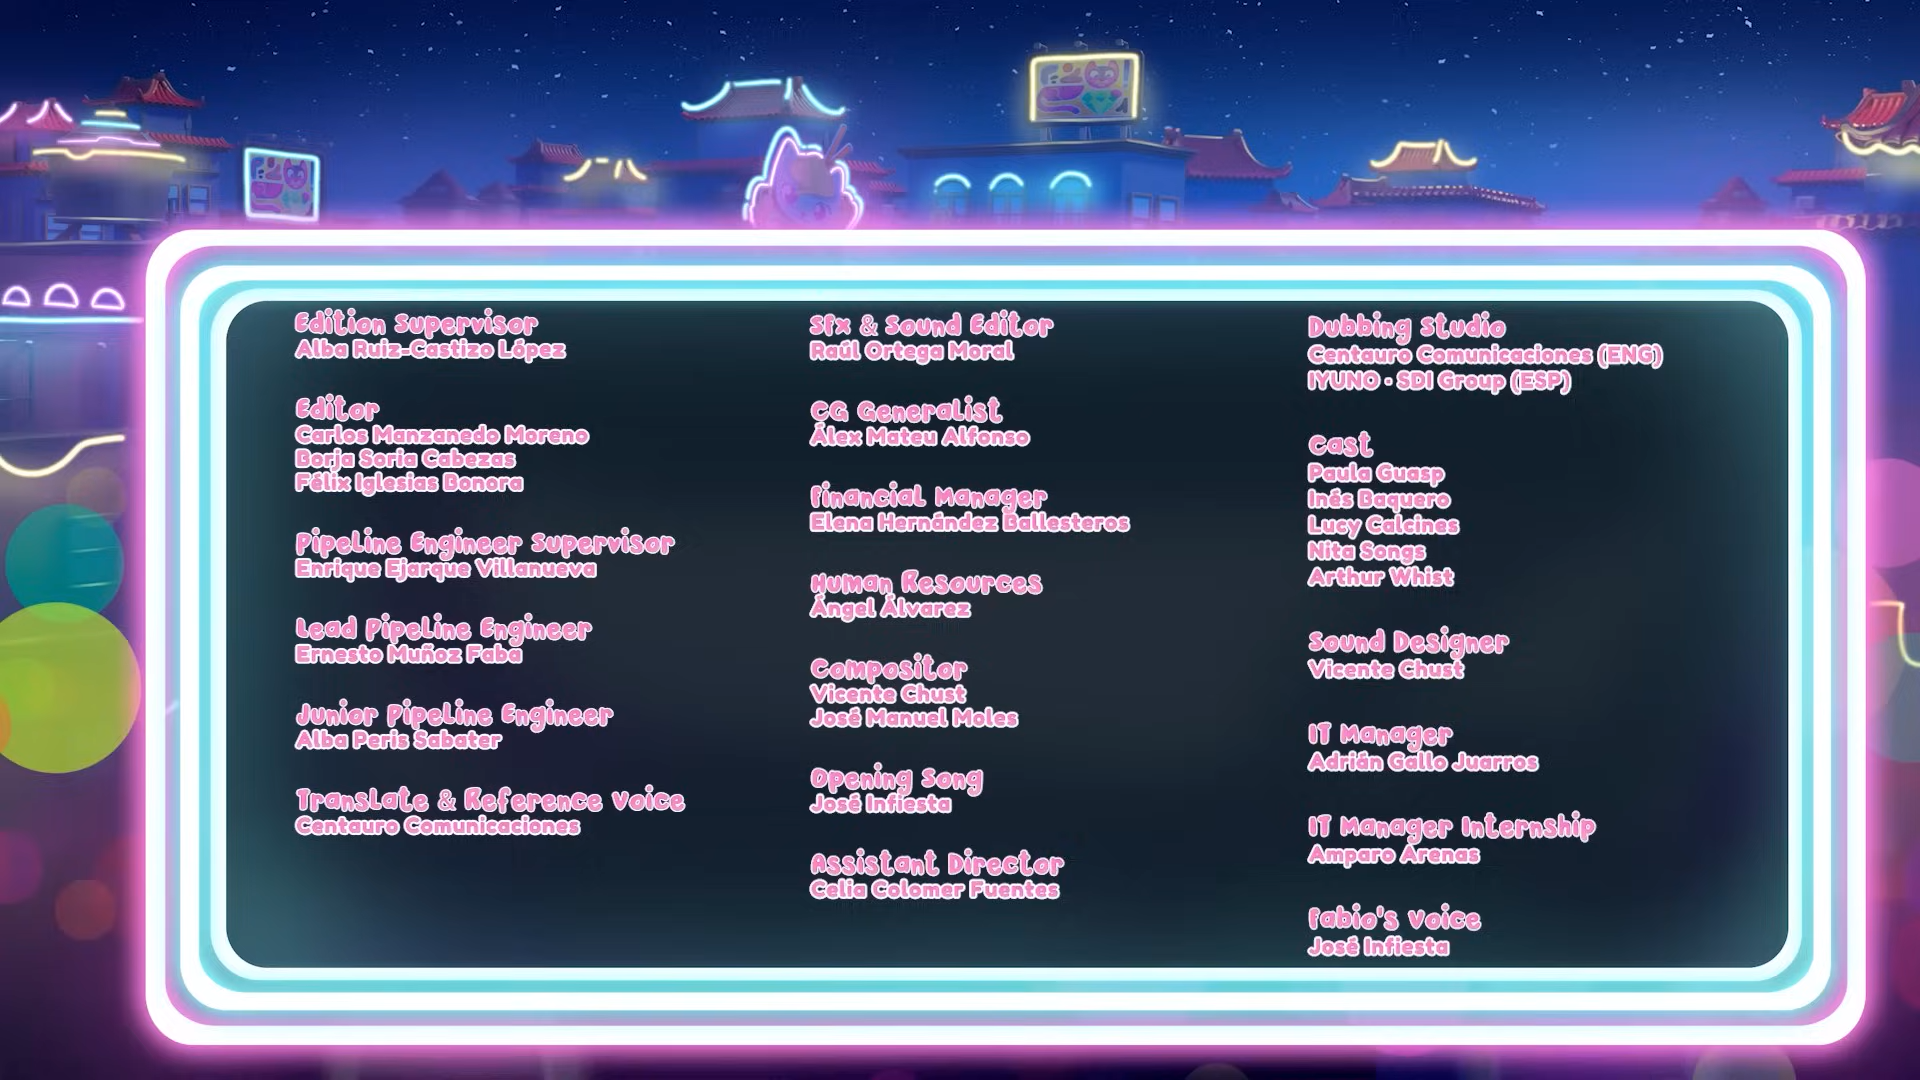 Edition Supervisor
Alba Ruiz-Castizo López
Editor
Carlos Manzanedo Moreno
Borja Soria Cabezas
Félix Iglesias Bonora
Pipeline Engineer Supervisor
Enrique Ejarque Villanueva
Lead Pipeline Engineer
Ernesto Muñoz Faba
Junior Pipeline Engineer
Alba Peris Sabater
Translate & Reference Voice
Centauro Comunicaciones
Sfx & Sound Editor
Raúl Ortega Moral
CG Generalist
Álex Mateu Alfonso
Financial Manager
Elena Hernández Ballesteros
Human Resources
Ángel Álvarez
Compositor
Vicente Chust
José Manuel Moles
Opening Song
José Infiesta
Assistant Director
Celia Colomer Fuentes
Dubbing Studio
Centauro Comunicaciones (ENG)
IYUNO - SDI Group (ESP)
Cast
Paula Guasp
Inés Baquero
Lucy Calcines
Nita Songs
Arthur Whist
Sound Designer
Vicente Chust
IT Manager
Adrián Gallo Juarros
IT Manager Internship
Amparo Arenas
Fabio's Voice
José Infiesta